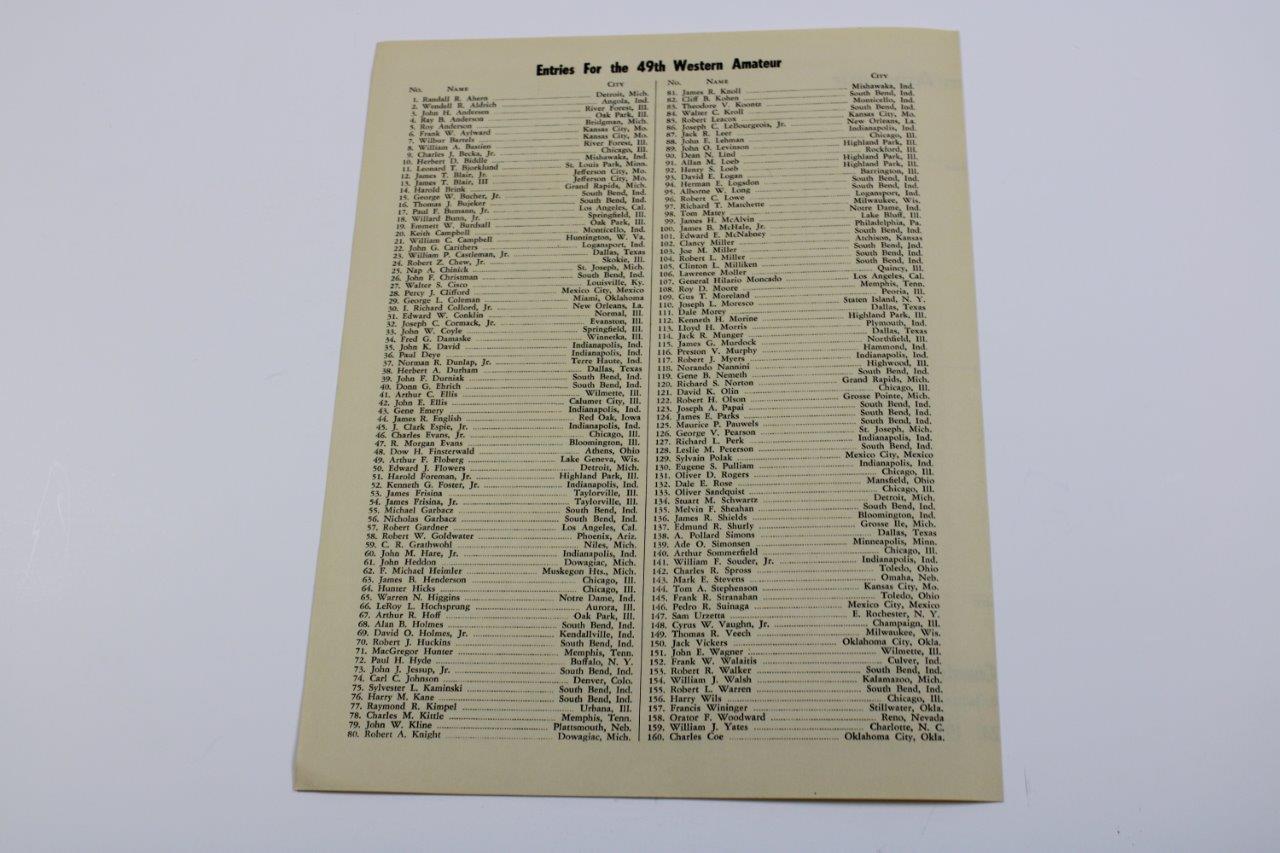 Entries For the 49th Western Amateur
No. NAME CITY
1. Randall R. Ahern Detroit, Mich.
2. Wendell R. Aldrich Angola, Ind.
3. John H. Andersen River Forest, Ill.
4. Ray B. Anderson Oak Park, Ill.
5. Roy Anderson Bridgman, Mich.
6. Frank W. Aylward Kansas City, Mo.
7. Wilbur Bartels Kansas City, Mo.
8. William A. Bastien River Forest, Ill.
9. Charles J. Becka, Jr. Chicago, Ill.
10. Herbert D. Biddle Mishawaka, Ind.
11. Leonard T. Bjorklund St. Louis Park, Minn.
12. James T. Blair, Jr. Jefferson City, Mo.
13. James T. Blair, III Jefferson City, Mo.
14. Harold Brink Grand Rapids, Mich.
15. George W. Bucher, Jr. South Bend, Ind.
16. Thomas J. Bujeker South Bend, Ind.
17. Paul F. Bumann, Jr. Los Angeles, Cal.
18. Willard Bunn, Jr. Springfield, Ill.
19. Emmett W. Burdsall Oak Park, Ill.
20. Keith Campbell Monticello, Ind.
21. William C. Campbell Huntington, W. Va.
22. John G. Carithers Logansport, Ind.
23. William P. Castleman, Jr. Dallas, Texas
24. Robert Z. Chew, Jr. Skokie, Ill.
25. Nap A. Chinick St. Joseph, Mich.
26. John F. Christman South Bend, Ind.
27. Walter S. Cisco Louisville, Ky.
28. Percy J. Clifford Mexico City, Mexico
29. George L. Coleman Miami, Oklahoma
30. I. Richard Collord, Jr. New Orleans, La.
31. Edward W. Conklin Normal, Ill.
32. Joseph C. Cormack, Jr. Evanston, Ill.
33. John W. Coyle Springfield, Ill.
34. Fred G. Damaske Winnetka, Ill.
35. John K. David Indianapolis, Ind.
36. Paul Deye Indianapolis, Ind.
37. Norman R. Dunlap, Jr. Terre Haute, Ind.
38. Herbert A. Durham Dallas, Texas
39. John F. Durniak South Bend, Ind.
40. Donn G. Ehrich South Bend, Ind.
41. Arthur C. Ellis Wilmette, Ill.
42. John E. Ellis Calumet City, Ill.
43. Gene Emery Indianapolis, Ind.
44. James R. English Red Oak, Iowa
45. J. Clark Espie, Jr. Indianapolis, Ind.
46. Charles Evans, Jr. Chicago, Ill.
47. R. Morgan Evans Bloomington, Ill.
48. Dow H. Finsterwald Athens, Ohio
49. Arthur F. Floberg Lake Geneva, Wis.
50. Edward J. Flowers Detroit, Mich.
51. Harold Foreman, Jr. Highland Park, Ill.
52. Kenneth G. Foster, Jr. Indianapolis, Ind.
53. James Frisina Taylorville, Ill.
54. James Frisina, Jr. Taylorville, Ill.
55. Michael Garbacz South Bend, Ind.
56. Nicholas Garbacz South Bend, Ind.
57. Robert Gardner Los Angeles, Cal.
58. Robert W. Goldwater Phoenix, Ariz.
59. C. R. Grathwohl Niles, Mich.
60. John M. Hare, Jr. Indianapolis, Ind.
61. John Heddon Dowagiac, Mich.
62. F. Michael Heimler Muskegon Hts., Mich.
63. James B. Henderson Chicago, Ill.
64. Hunter Hicks Chicago, Ill.
65. Warren N. Higgins Notre Dame, Ind.
66. LeRoy L. Hochsprung Aurora, Ill.
67. Arthur R. Hoff Oak Park, Ill.
68. Alan B. Holmes South Bend, Ind.
69. David O. Holmes, Jr. Kendallville, Ind.
70. Robert J. Huckins South Bend, Ind.
71. MacGregor Hunter Memphis, Tenn.
72. Paul H. Hyde Buffalo, N. Y.
73. John J. Jessup, Jr. South Bend, Ind.
74. Carl C. Johnson Denver, Colo.
75. Sylvester L. Kaminski South Bend, Ind.
76. Harry M. Kane South Bend, Ind.
77. Raymond R. Kimpel Urbana, Ill.
78. Charles M. Kittle Memphis, Tenn.
79. John W. Kline Plattsmouth, Neb.
80. Robert A. Knight Dowagiac, Mich.
No. NAME CITY
81. James R. Knoll Mishawaka, Ind.
82. Cliff B. Kohen South Bend, Ind.
83. Theodore V. Koontz Monticello, Ind.
84. Walter C. Kroll South Bend, Ind.
85. Robert Leacox Kansas City, Mo.
86. Joseph C. LeBourgeois, Jr. New Orleans, La.
87. Jack R. Leer Indianapolis, Ind.
88. John E. Lehman Chicago, Ill.
89. John O. Levinson Highland Park, Ill.
90. Dean N. Lind Rockford, Ill.
91. Allan M. Loeb Highland Park, Ill.
92. Henry S. Loeb Highland Park, Ill.
93. David E. Logan Barrington, Ill.
94. Herman E. Logsdon South Bend, Ind.
95. Alborne W. Long South Bend, Ind.
96. Robert C. Lowe Logansport, Ind.
97. Richard T. Matchette Milwaukee, Wis.
98. Tom Matey Notre Dame, Ind.
99. James H. McAlvin Lake Bluff, Ill.
100. James B. McHale, Jr. Philadelphia, Pa.
101. Edward E. McNabney South Bend, Ind.
102. Clancy Miller Atchison, Kansas
103. Joe M. Miller South Bend, Ind.
104. Robert L. Miller South Bend, Ind.
105. Clinton L. Milliken South Bend, Ind.
106. Lawrence Moller Quincy, Ill.
107. General Hilario Moncado Los Angeles, Cal.
108. Roy D. Moore Memphis, Tenn.
109. Gus T. Moreland Peoria, Ill.
110. Joseph L. Moresco Staten Island, N. Y.
111. Dale Morey Dallas, Texas
112. Kenneth H. Morine Highland Park, Ill.
113. Lloyd H. Morris Plymouth, Ind.
114. Jack R. Munger Dallas, Texas
115. James G. Murdock Northfield, Ill.
116. Preston V. Murphy Hammond, Ind.
117. Robert J. Myers Indianapolis, Ind.
118. Norando Nannini Highwood, Ill.
119. Gene B. Nemeth South Bend, Ind.
120. Richard S. Norton Grand Rapids, Mich.
121. David K. Olin Chicago, Ill.
122. Robert H. Olson Grosse Pointe, Mich.
123. Joseph A. Papai South Bend, Ind.
124. James E. Parks South Bend, Ind.
125. Maurice P. Pauwels South Bend, Ind.
126. George V. Pearson St. Joseph, Mich.
127. Richard L. Perk Indianapolis, Ind.
128. Leslie M. Peterson South Bend, Ind.
129. Sylvain Polak Mexico City, Mexico
130. Eugene S. Pulliam Indianapolis, Ind.
131. Oliver D. Rogers Chicago, Ill.
132. Dale E. Rose Mansfield, Ohio
133. Oliver Sandquist Chicago, Ill.
134. Stuart M. Schwartz Detroit, Mich.
135. Melvin F. Sheahan South Bend, Ind.
136. James R. Shields Bloomington, Ind.
137. Edmund R. Shurly Grosse Ile, Mich.
138. A. Pollard Simons Dallas, Texas
139. Ade O. Simonsen Minneapolis, Minn.
140. Arthur Sommerfield Chicago, Ill.
141. William F. Souder, Jr. Indianapolis, Ind.
142. Charles R. Spross Toledo, Ohio
143. Mark E. Stevens Omaha, Neb.
144. Tom A. Stephenson Kansas City, Mo.
145. Frank R. Stranahan Toledo, Ohio
146. Pedro R. Suinaga Mexico City, Mexico
147. Sam Urzetta E. Rochester, N. Y.
148. Cyrus W. Vaughn, Jr. Champaign, Ill.
149. Thomas R. Veech Milwaukee, Wis.
150. Jack Vickers Oklahoma City, Okla.
151. John E. Wagner Wilmette, Ill.
152. Frank W. Walaitis Culver, Ind.
153. Robert R. Walker South Bend, Ind.
154. William J. Walsh Kalamazoo, Mich.
155. Robert L. Warren South Bend, Ind.
156. Harry Wils Chicago, Ill.
157. Francis Wininger Stillwater, Okla.
158. Orator F. Woodward Reno, Nevada
159. William J. Yates Charlotte, N. C.
160. Charles Coe Oklahoma City, Okla.